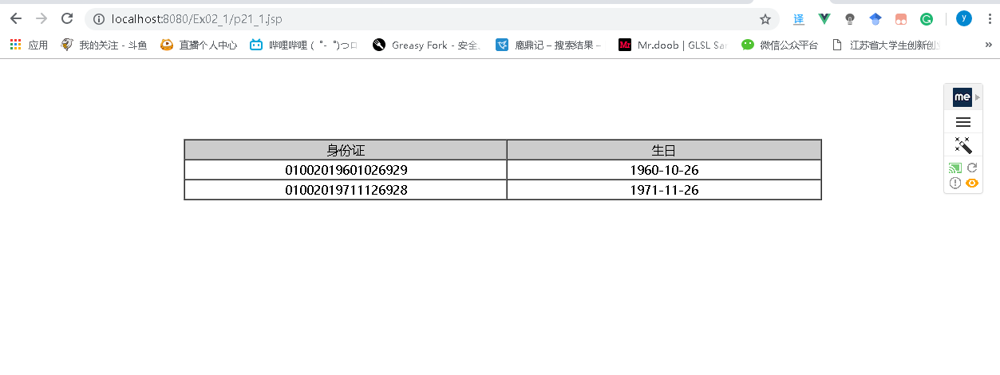 localhost:8080/Ex02_1/p21_1.jsp
译
y
应用 我的关注 - 斗鱼 直播个人中心 哔哩哔哩 ( ゜- ゜)つロ Greasy Fork - 安全、 鹿鼎记 – 搜索结果 – Mr.doob | GLSL Sa 微信公众平台 江苏省大学生创新创 »
me
身份证 生日
01002019601026929 1960-10-26
01002019711126928 1971-11-26